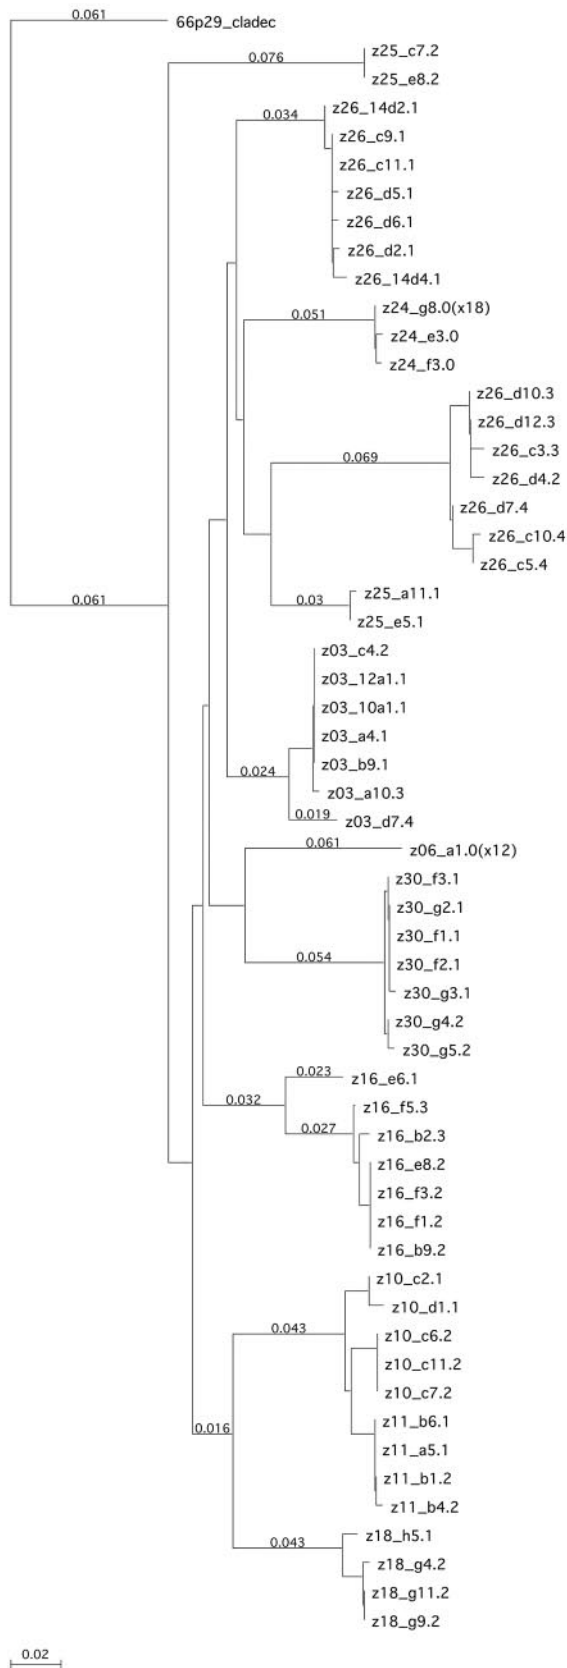 0.061
66p29_cladec
z25_c7.2
0.076
z25_e8.2
z26_14d2.1
0.034
z26_c9.1
z26_c11.1
z26_d5.1
z26_d6.1
z26_d2.1
z26_14d4.1
z24_g8.0(x18)
0.051
z24_e3.0
z24_f3.0
z26_d10.3
z26_d12.3
z26_c3.3
0.069
z26_d4.2
z26_d7.4
z26_c10.4
z26_c5.4
z25_a11.1
0.061
0.03
z25_e5.1
z03_c4.2
z03_12a1.1
z03_10a1.1
z03_a4.1
z03_b9.1
0.024
z03_a10.3
0.019
z03_d7.4
0.061
z06_a1.0(x12)
z30_f3.1
z30_g2.1
z30_f1.1
0.054
z30_f2.1
z30_g3.1
z30_g4.2
z30_g5.2
0.023
z16_e6.1
0.032
z16_f5.3
0.027
z16_b2.3
z16_e8.2
z16_f3.2
z16_f1.2
z16_b9.2
z10_c2.1
z10_d1.1
0.043
z10_c6.2
z10_c11.2
z10_c7.2
z11_b6.1
0.016
z11_a5.1
z11_b1.2
z11_b4.2
z18_h5.1
0.043
z18_g4.2
z18_g11.2
z18_g9.2
0.02